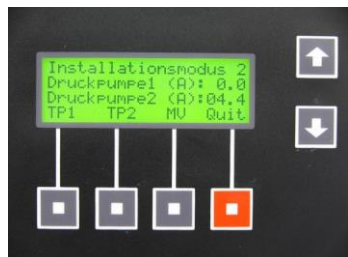 Installationsmodus 2
Druckpumpe1 (A): 0.0
Druckpumpe2 (A):04.4
TP1 TP2 MV Quit